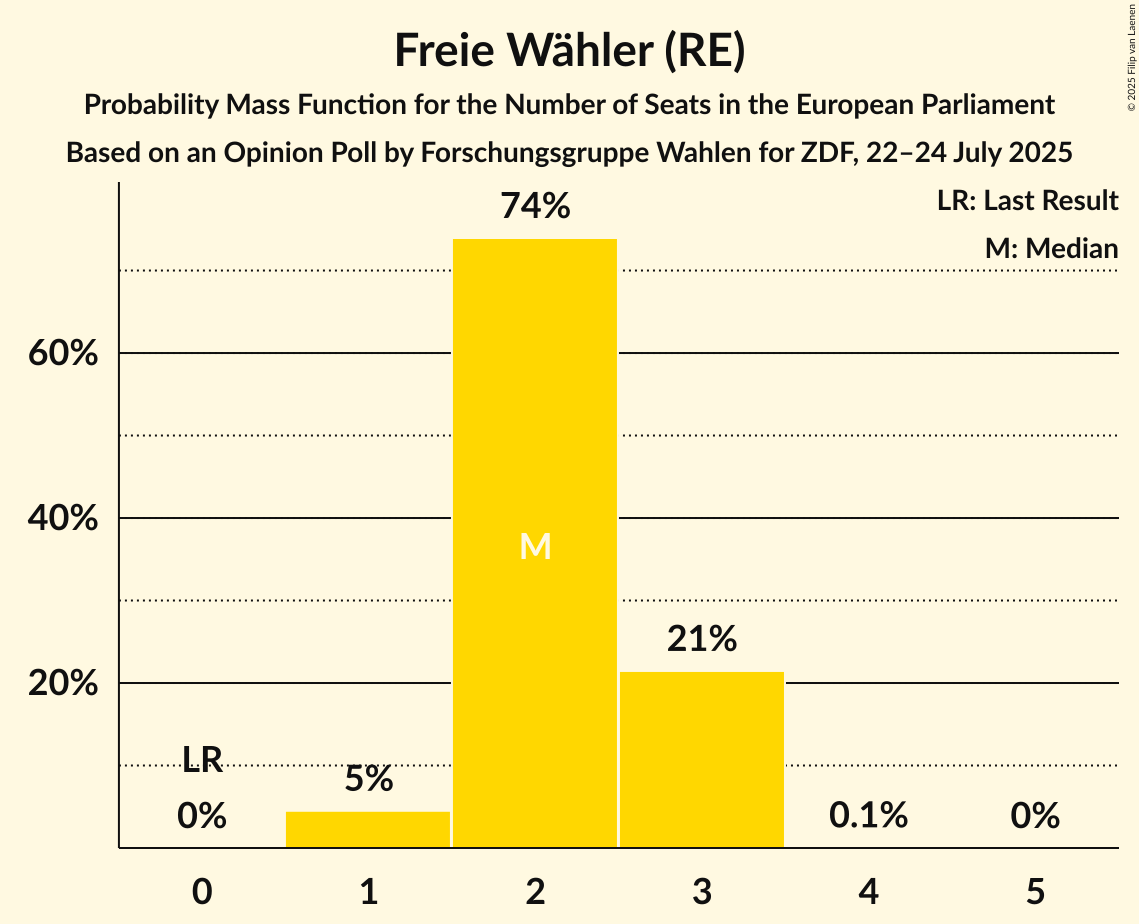 Freie Wähler (RE)
Probability Mass Function for the Number of Seats in the European Parliament
Based on an Opinion Poll by Forschungsgruppe Wahlen for ZDF, 22–24 July 2025
© 2025 Filip van Laenen
LR: Last Result
M: Median
74%
60%
40%
M
21%
20%
LR
5%
0%
0.1%
0%
0 1 2 3 4 5